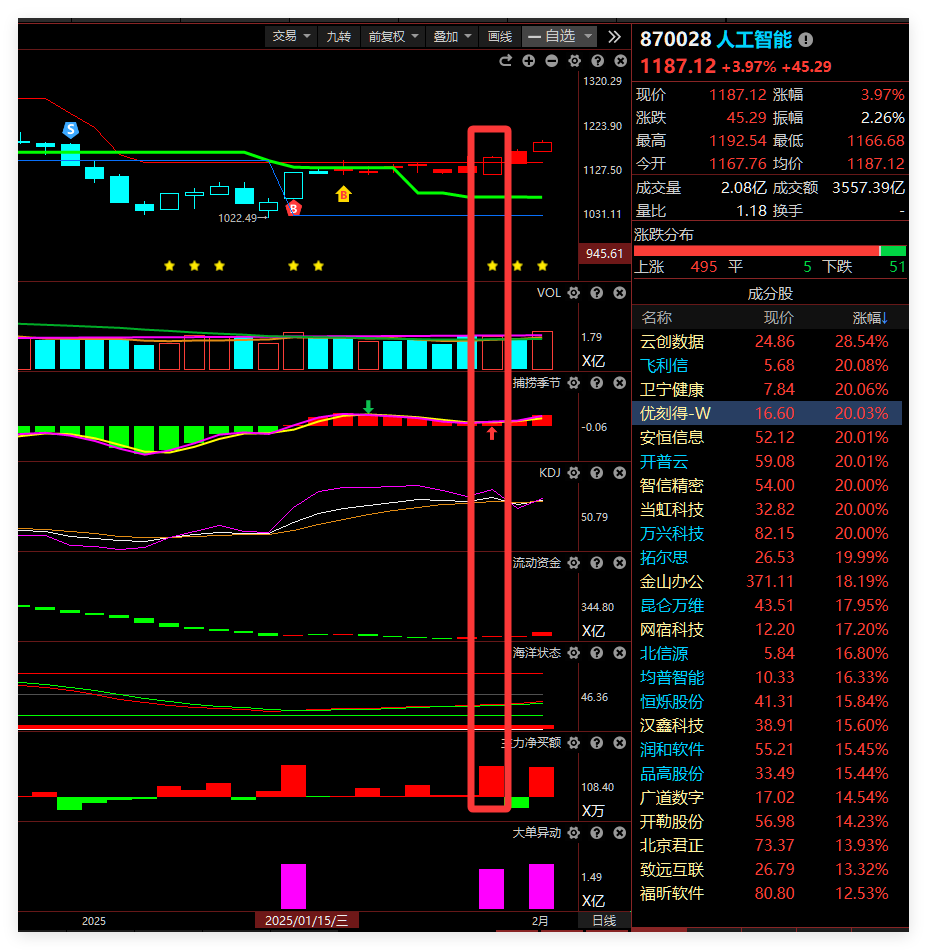 交易 九转 前复权 叠加 画线 一自选
1320.29
1223.90
S
1127.50
B
B
1022.49
1031.11
945.61
VOL
1.79
X亿
捕捞季节
-0.06
KDJ
50.79
流动资金
344.80
X亿
海洋状态
46.36
主力净买额
108.40
X万
大单异动
1.49
X亿
2025 2025/01/15/三 2月 日线
870028 人工智能
1187.12 +3.97% +45.29
现价 1187.12 涨幅 3.97%
涨跌 45.29 振幅 2.26%
最高 1192.54 最低 1166.68
今开 1167.76 均价 1187.12
成交量 2.08亿 成交额 3557.39亿
量比 1.18 换手 -
涨跌分布
上涨 495 平 5 下跌 51
成分股
名称 现价 涨幅↓
云创数据 24.86 28.54%
飞利信 5.68 20.08%
卫宁健康 7.84 20.06%
优刻得-W 16.60 20.03%
安恒信息 52.12 20.01%
开普云 59.08 20.01%
智信精密 54.00 20.00%
当虹科技 32.82 20.00%
万兴科技 82.15 20.00%
拓尔思 26.53 19.99%
金山办公 371.11 18.19%
昆仑万维 43.51 17.95%
网宿科技 12.20 17.20%
北信源 5.84 16.80%
均普智能 10.33 16.33%
恒烁股份 41.31 15.84%
汉鑫科技 38.91 15.60%
润和软件 55.21 15.45%
品高股份 33.49 15.44%
广道数字 17.02 14.54%
开勒股份 56.98 14.23%
北京君正 73.37 13.93%
致远互联 26.79 13.32%
福昕软件 80.80 12.53%